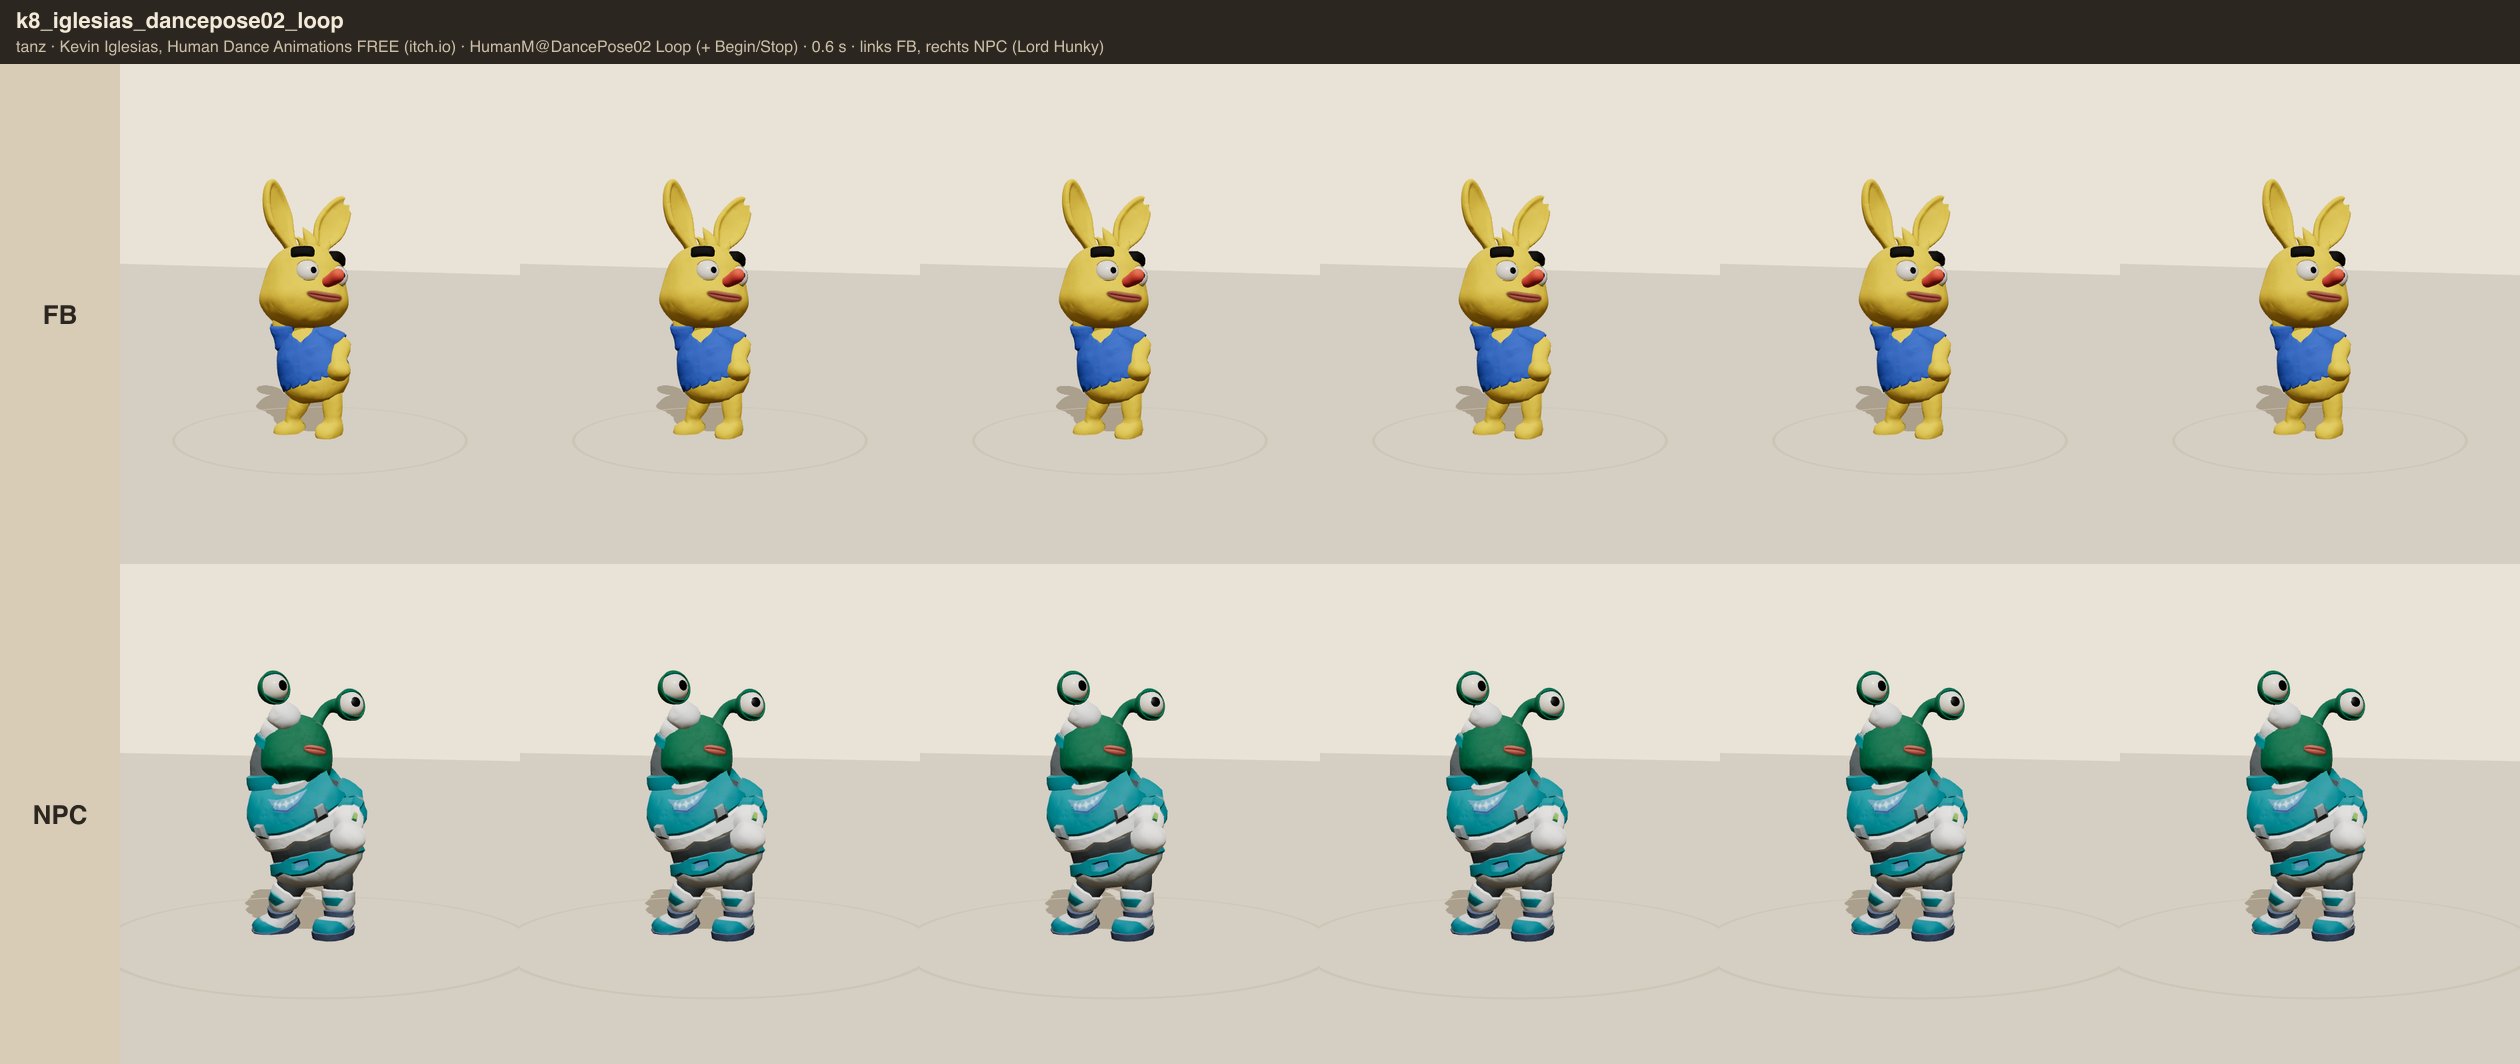 k8_iglesias_dancepose02_loop
tanz · Kevin Iglesias, Human Dance Animations FREE (itch.io) · HumanM@DancePose02 Loop (+ Begin/Stop) · 0.6 s · links FB, rechts NPC (Lord Hunky)
FB
NPC